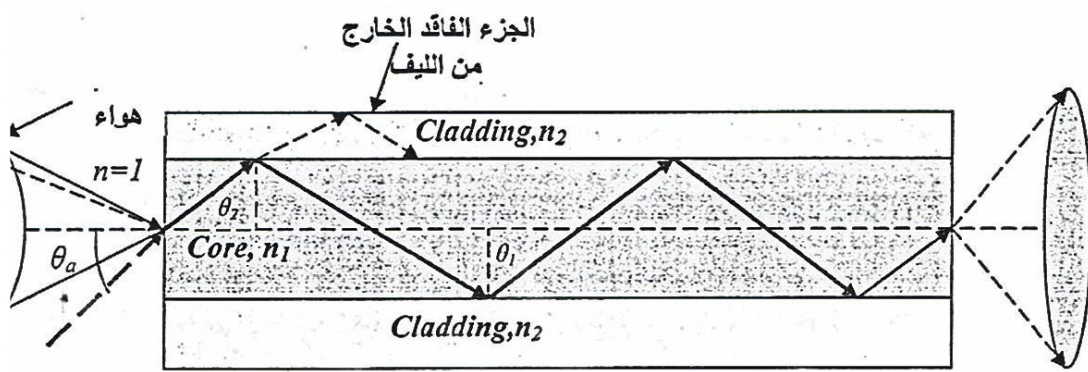 الجزء الفاقد الخارج
من الليف
هواء
n=1
Cladding,n2
θ2
θa
Core, n1
θ1
Cladding,n2